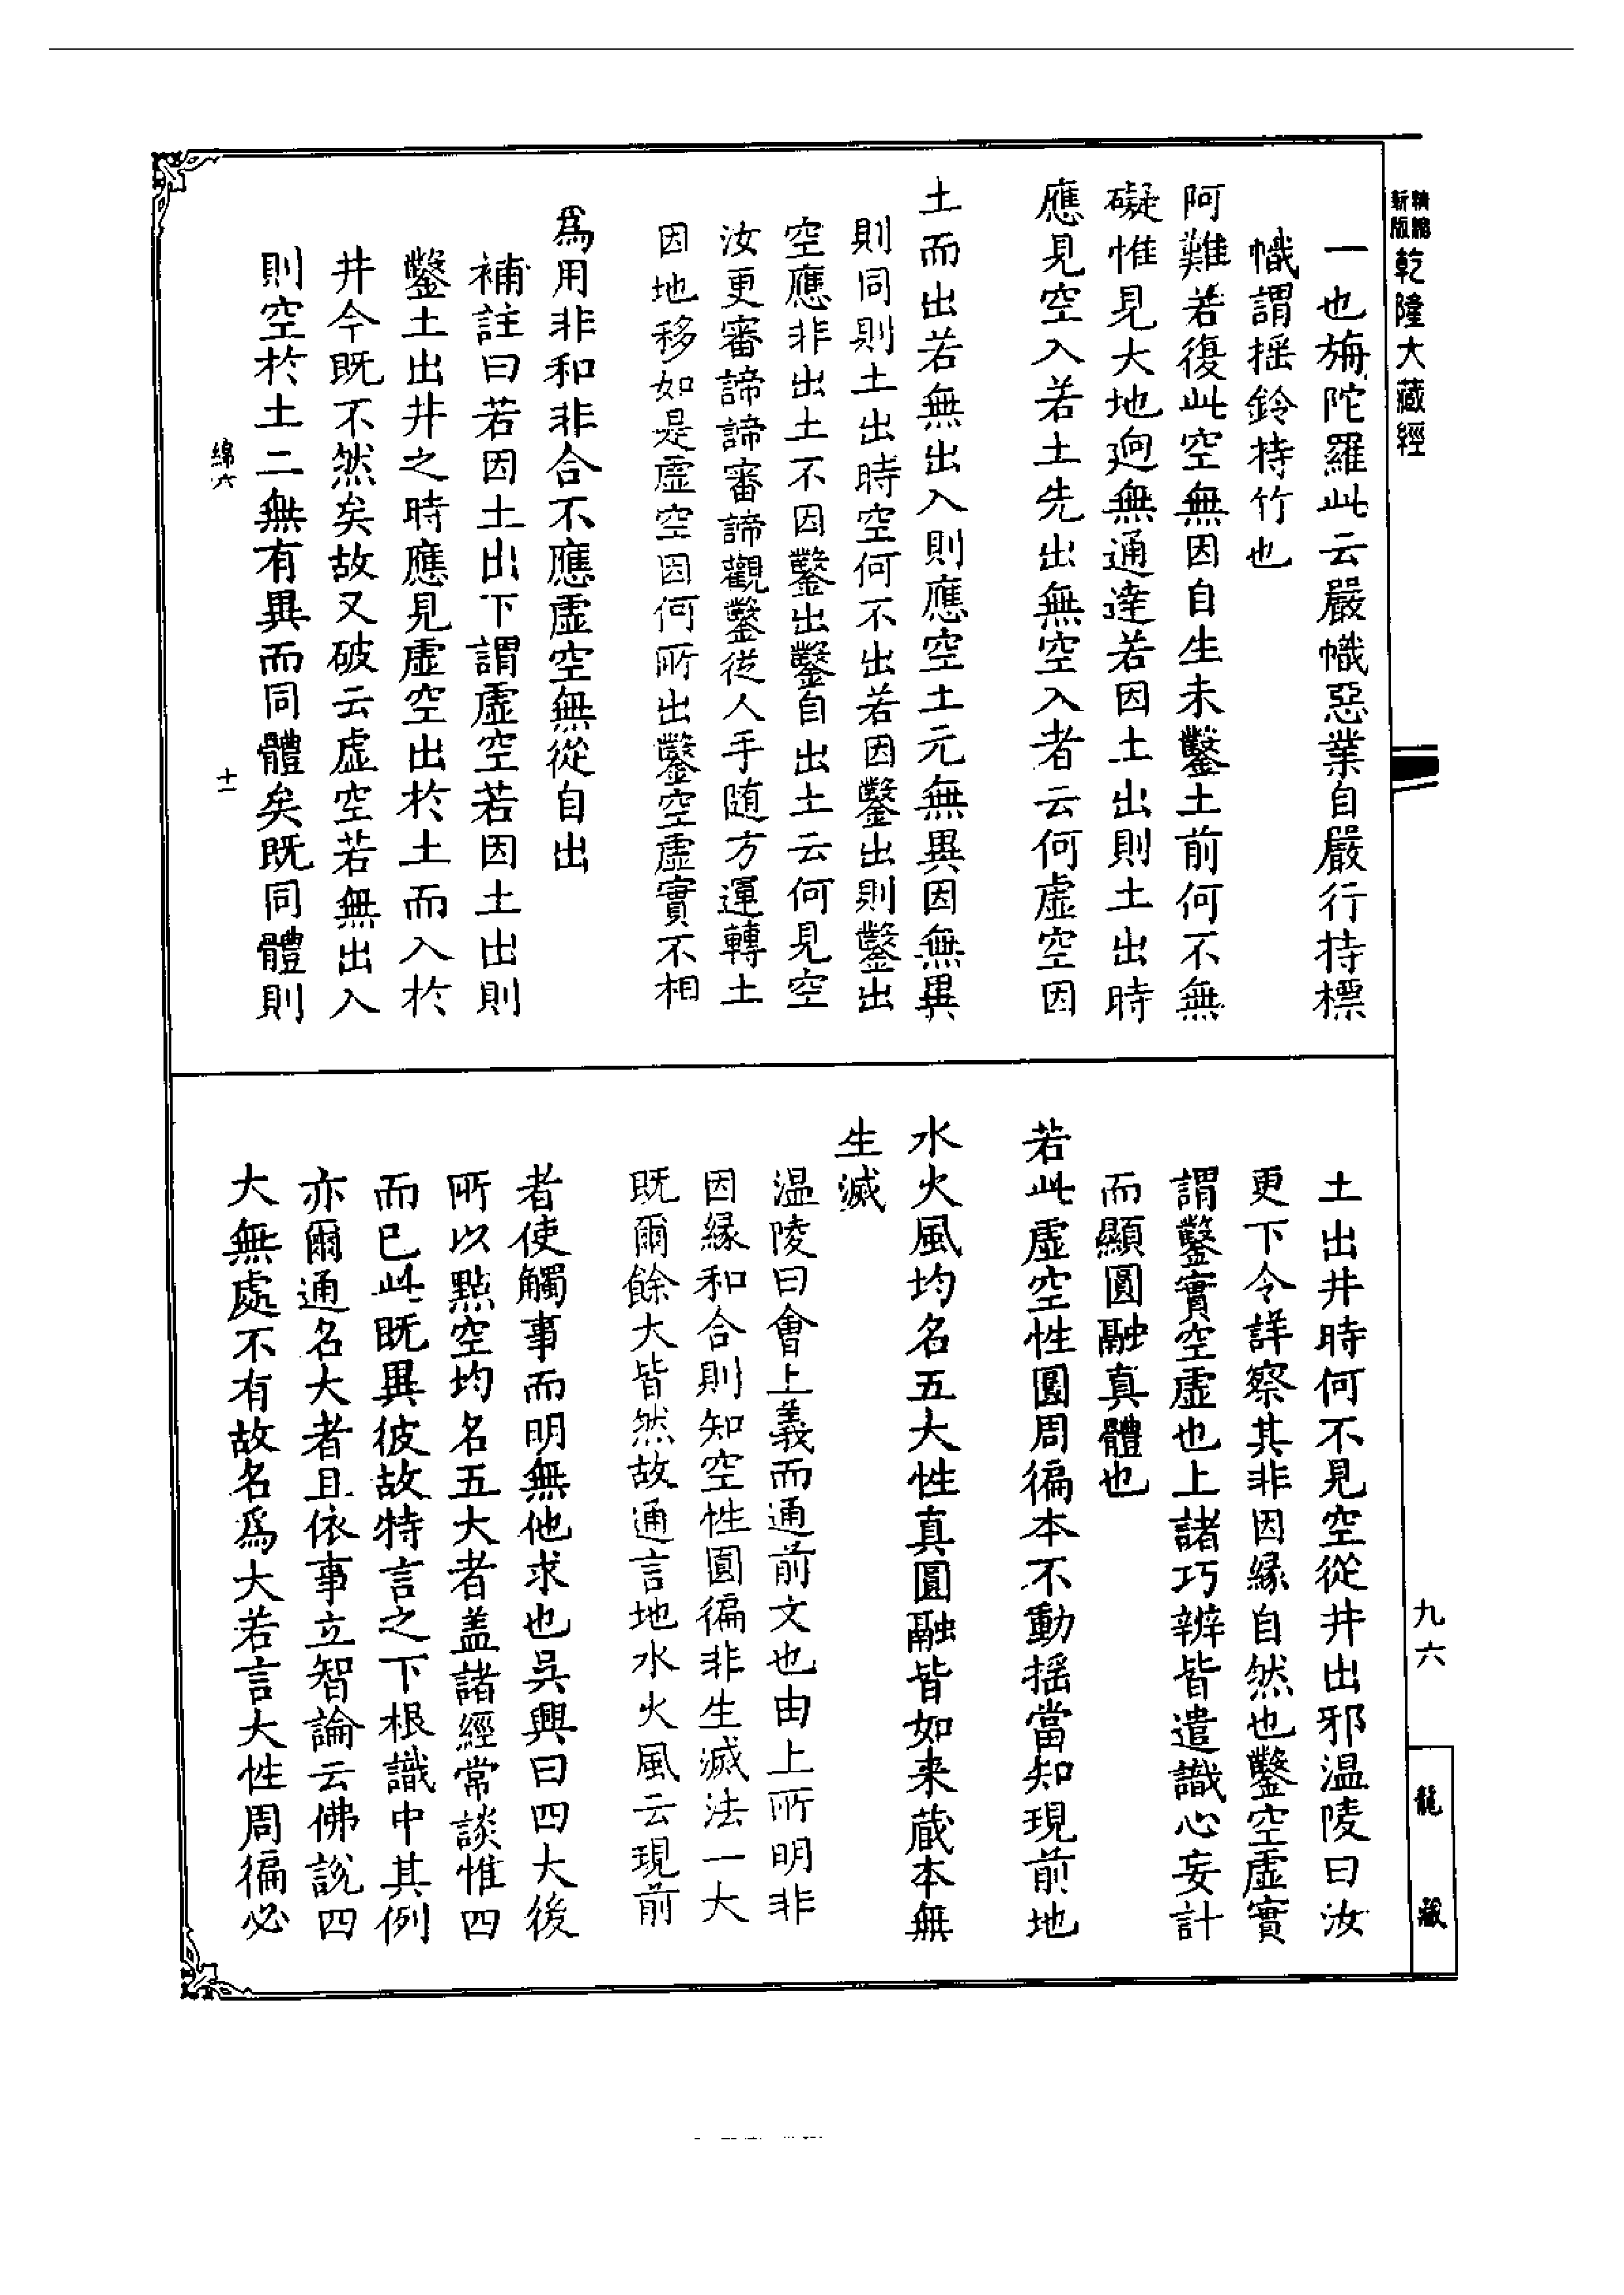 精縮
新版
乾隆大藏經
一也旃陀羅此云嚴幟惡業自嚴行持標
幟謂揺鈴持竹也
阿難若復此空無因自生未鑿土前何不無
礙惟見大地逈無通達若因土出則土出時
應見空入若土先出無空入者云何虛空因
土而出若無出入則應空土元無異因無異
則同則土出時空何不出若因鑿出則鑿出
空應非出土不因鑿出鑿自出土云何見空
汝更審諦諦審諦觀鑿從人手隨方運轉土
因地移如是虛空因何所出鑿空虛實不相
爲用非和非合不應虛空無從自出
補註曰若因土出下謂虛空若因土出則
鑿土出井之時應見虛空出於土而入於
井今既不然矣故又破云虛空若無出入
則空於土二無有異而同體矣既同體則
綿六
十一
土出井時何不見空從井出邪温陵曰汝
更下令詳察其非因緣自然也鑿空虛實
謂鑿實空虛也上諸巧辨皆遣識心妄計
而顯圓融真體也
若此虛空性圓周徧本不動揺當知現前地
水火風均名五大性真圓融皆如来蔵本無
生滅
温陵曰會上義而通前文也由上所明非
因緣和合則知空性圓徧非生滅法一大
既爾餘大皆然故通言地水火風云現前
者使觸事而明無他求也吳興曰四大後
所以㸃空均名五大者盖諸經常談惟四
而已此既異彼故特言之下根識中其例
亦爾通名大者且依事立智論云佛說四
大無處不有故名爲大若言大性周徧必
九六
龍藏